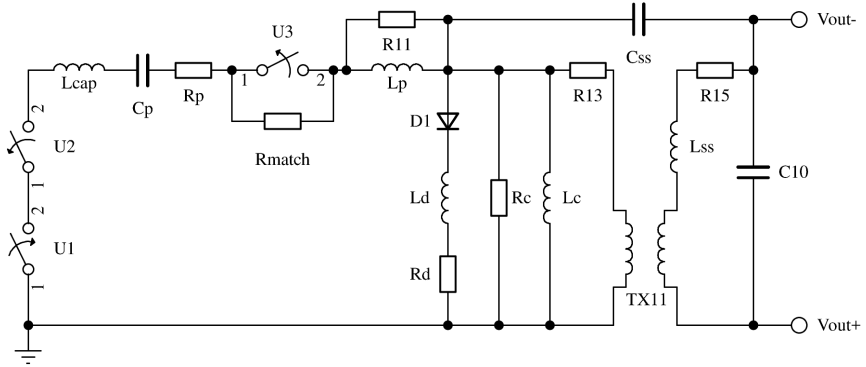 U3
R11
Vout-
Css
1
2
Lcap
Cp
Rp
Lp
R13
R15
2
D1
Rmatch
U2
Lss
C10
1
Ld
Rc
Lc
2
U1
Rd
1
TX11
Vout+